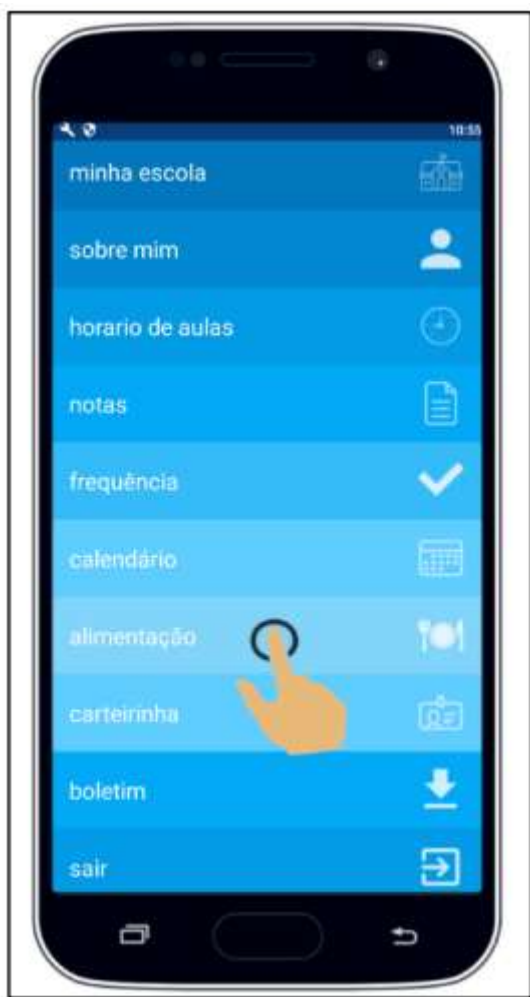 10:55
minha escola
sobre mim
horario de aulas
notas
frequência
calendário
alimentação
carteirinha
boletim
sair